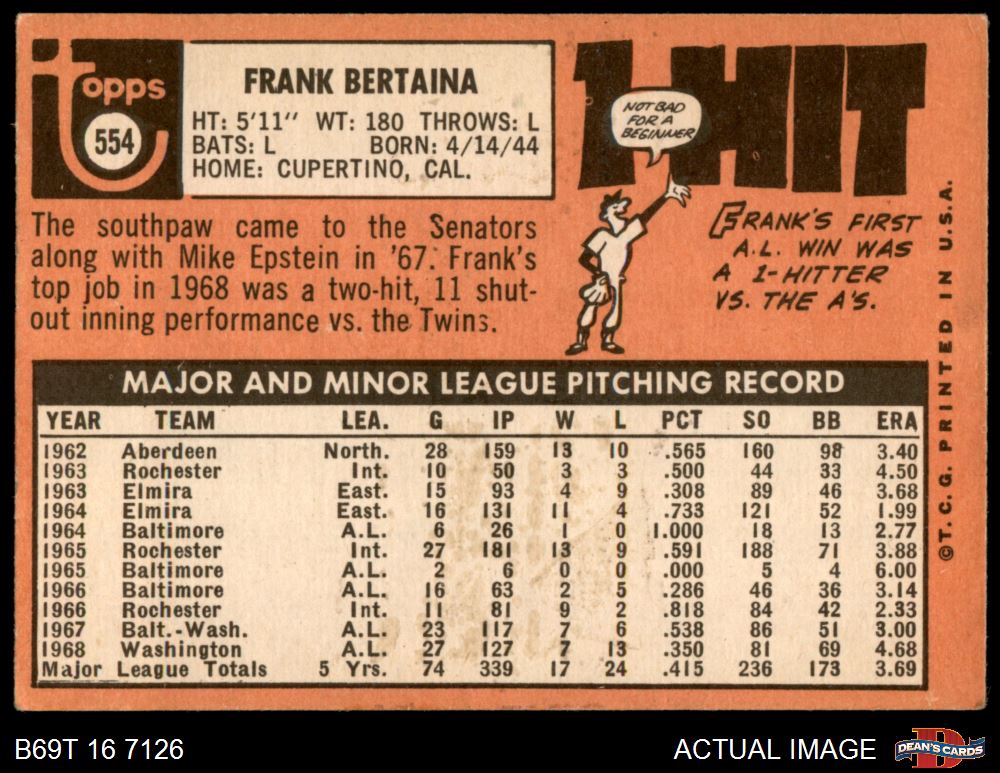 topps
554
FRANK BERTAINA
HT: 5'11" WT: 180 THROWS: L
BATS: L BORN: 4/14/44
HOME: CUPERTINO, CAL.
The southpaw came to the Senators
along with Mike Epstein in '67. Frank's
top job in 1968 was a two-hit, 11 shut-
out inning performance vs. the Twins.
1-HIT
NOT BAD
FOR A
BEGINNER
FRANK'S FIRST
A.L. WIN WAS
A 1-HITTER
VS. THE A'S.
MAJOR AND MINOR LEAGUE PITCHING RECORD
YEAR TEAM LEA. G IP W L PCT SO BB ERA
1962 Aberdeen North. 28 159 13 10 .565 160 98 3.40
1963 Rochester Int. 10 50 3 3 .500 44 33 4.50
1963 Elmira East. 15 93 4 9 .308 89 46 3.68
1964 Elmira East. 16 131 11 4 .733 121 52 1.99
1964 Baltimore A.L. 6 26 1 0 1.000 18 13 2.77
1965 Rochester Int. 27 181 13 9 .591 188 71 3.88
1965 Baltimore A.L. 2 6 0 0 .000 5 4 6.00
1966 Baltimore A.L. 16 63 2 5 .286 46 36 3.14
1966 Rochester Int. 11 81 9 2 .818 84 42 2.33
1967 Balt.-Wash. A.L. 23 117 7 6 .538 86 51 3.00
1968 Washington A.L. 27 127 7 13 .350 81 69 4.68
Major League Totals 5 Yrs. 74 339 17 24 .415 236 173 3.69
©T.C.G. PRINTED IN U.S.A.
B69T 16 7126
ACTUAL IMAGE
D
DEAN'S CARDS